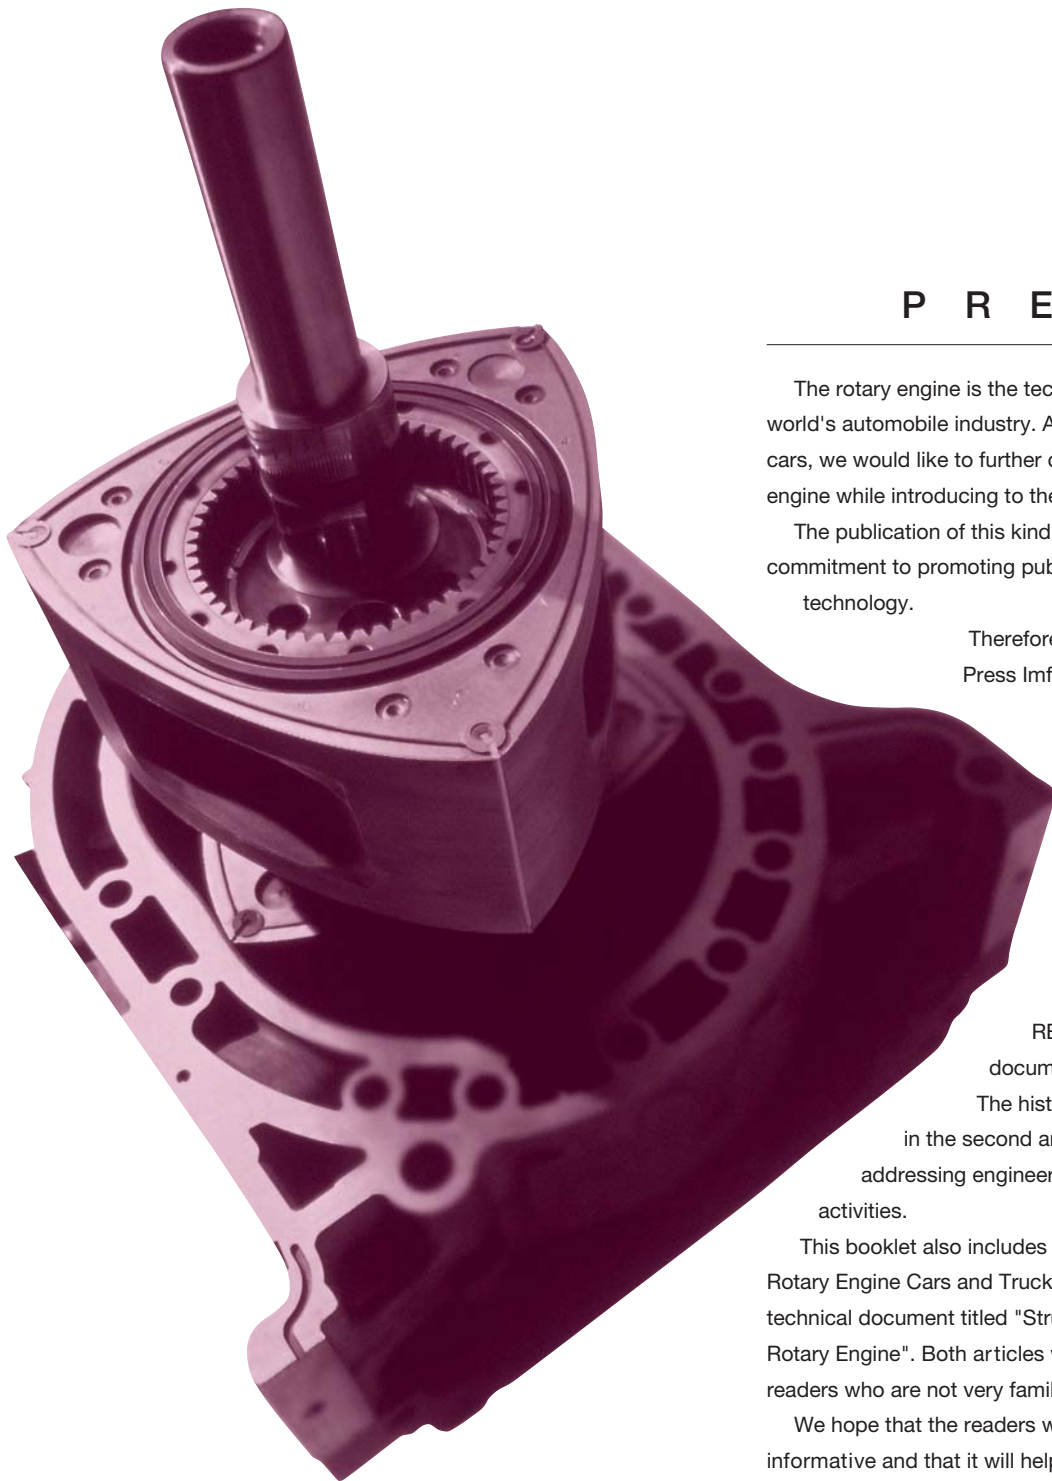 P R E
The rotary engine is the tec
world's automobile industry. A
cars, we would like to further
engine while introducing to the
The publication of this kind
commitment to promoting pub
technology.
Therefore
Press Imf
RE
docum
The hist
in the second ar
addressing engineer
activities.
This booklet also includes
Rotary Engine Cars and Truck
technical document titled "Stru
Rotary Engine". Both articles
readers who are not very famil
We hope that the readers
informative and that it will help